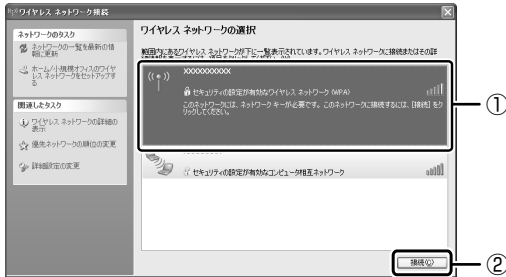 ワイヤレス ネットワーク接続
ネットワークのタスク
ネットワークの一覧を最新の情
報に更新
ホーム/小規模オフィスのワイヤ
レス ネットワークをセットアップす
る
関連したタスク
ワイヤレス ネットワークの詳細の
表示
優先ネットワークの順位の変更
詳細設定の変更
ワイヤレス ネットワークの選択
範囲内にあるワイヤレス ネットワークが下に一覧表示されています。ワイヤレス ネットワークに接続またはその詳
XXXXXXXXXX
セキュリティの設定が有効なワイヤレス ネットワーク (WPA)
このネットワークには、ネットワーク キーが必要です。このネットワークに接続するには、[接続] をク
リックしてください。
セキュリティの設定が有効なコンピュータ相互ネットワーク
接続(C)
①
②